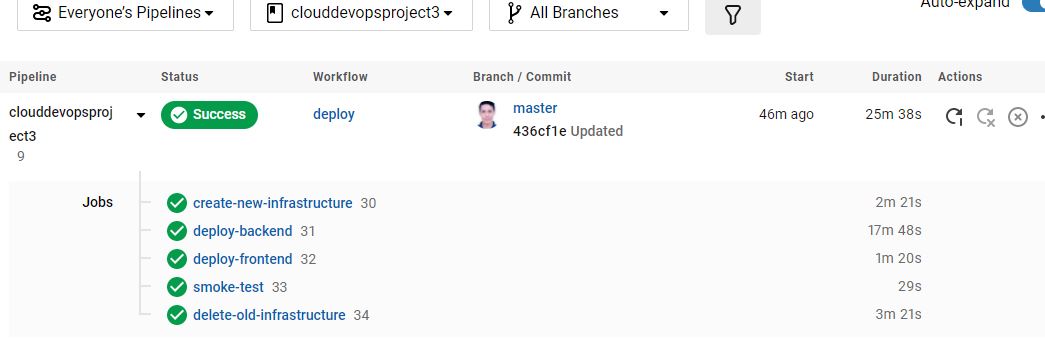 Everyone's Pipelines
clouddevopsproject3
All Branches
Auto-expand
Pipeline Status Workflow Branch / Commit Start Duration Actions
clouddevopsproj
ect3
9
Success deploy master 46m ago 25m 38s
436cf1e Updated
Jobs
create-new-infrastructure 30 2m 21s
deploy-backend 31 17m 48s
deploy-frontend 32 1m 20s
smoke-test 33 29s
delete-old-infrastructure 34 3m 21s